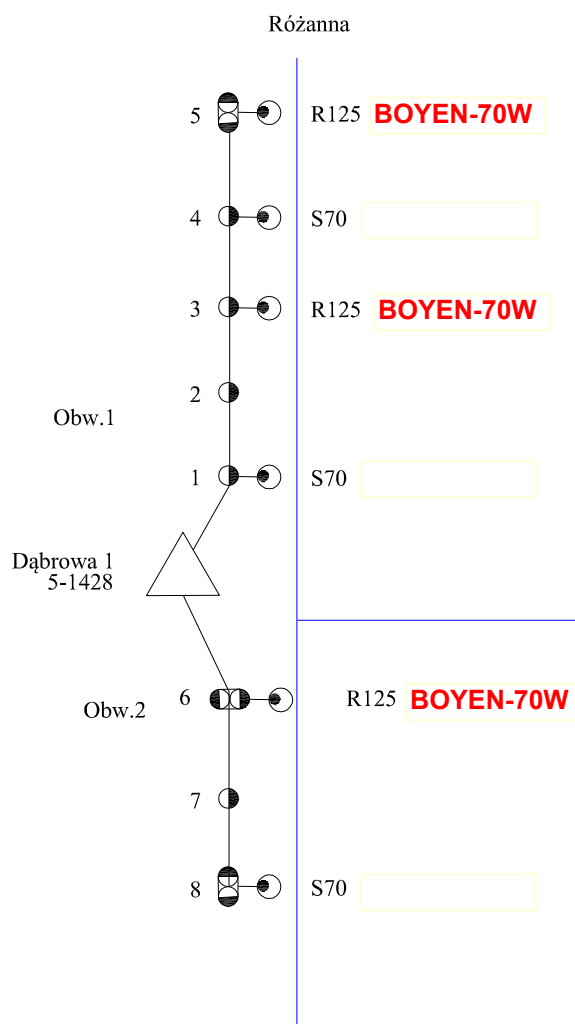 Różanna
5 R125 BOYEN-70W
4 S70
3 R125 BOYEN-70W
2
Obw.1
1 S70
Dąbrowa 1
5-1428
6 R125 BOYEN-70W
Obw.2
7
8 S70